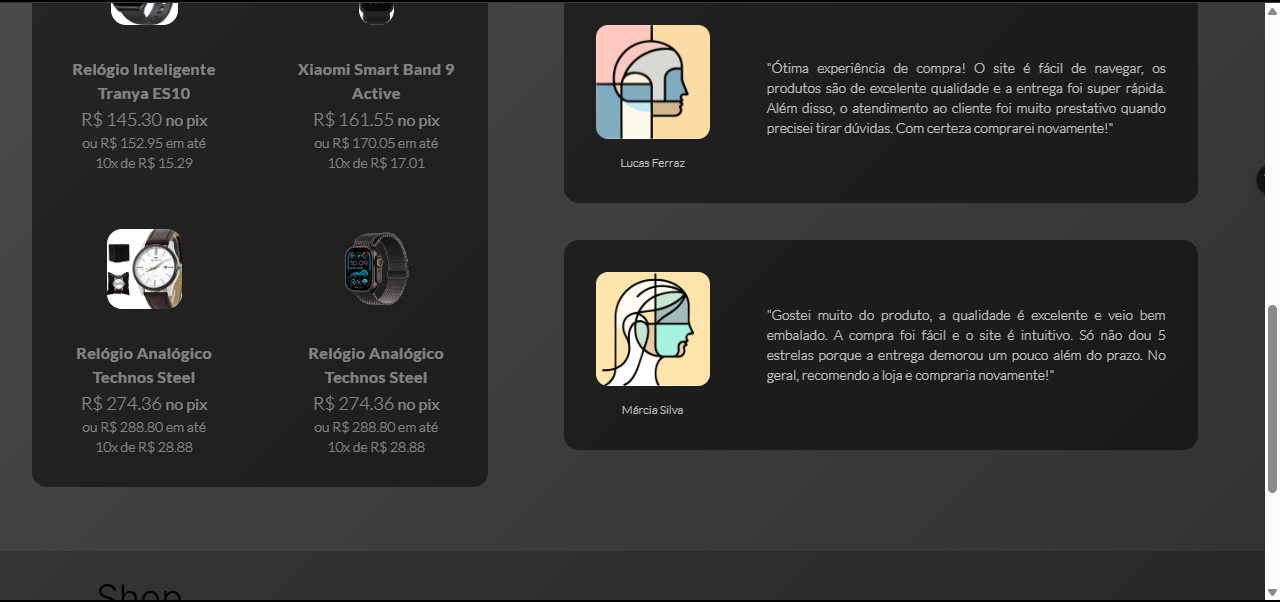 Relógio Inteligente
Tranya ES10
R$ 145.30 no pix
ou R$ 152.95 em até
10x de R$ 15.29
Xiaomi Smart Band 9
Active
R$ 161.55 no pix
ou R$ 170.05 em até
10x de R$ 17.01
Relógio Analógico
Technos Steel
R$ 274.36 no pix
ou R$ 288.80 em até
10x de R$ 28.88
Relógio Analógico
Technos Steel
R$ 274.36 no pix
ou R$ 288.80 em até
10x de R$ 28.88
"Ótima experiência de compra! O site é fácil de navegar, os
produtos são de excelente qualidade e a entrega foi super rápida.
Além disso, o atendimento ao cliente foi muito prestativo quando
precisei tirar dúvidas. Com certeza comprarei novamente!"
Lucas Ferraz
"Gostei muito do produto, a qualidade é excelente e veio bem
embalado. A compra foi fácil e o site é intuitivo. Só não dou 5
estrelas porque a entrega demorou um pouco além do prazo. No
geral, recomendo a loja e compraria novamente!"
Márcia Silva
Shop